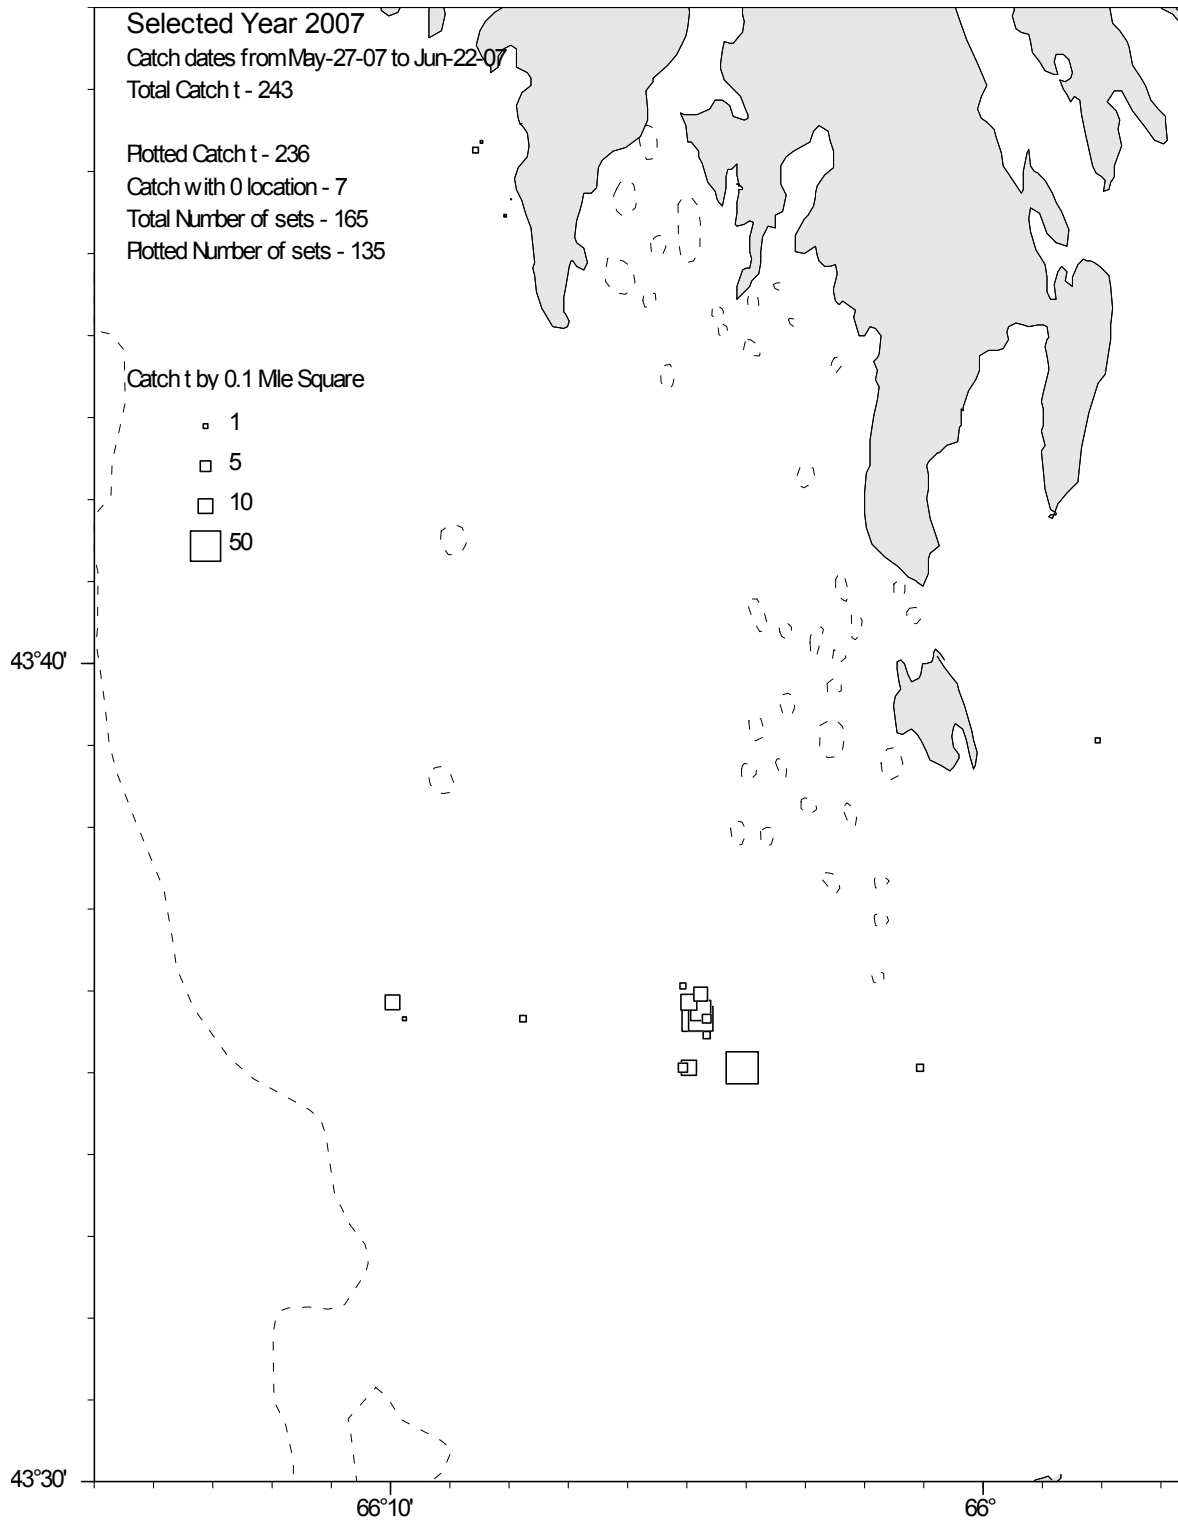 Selected Year 2007
Catch dates from May-27-07 to Jun-22-07
Total Catch t - 243
Plotted Catch t - 236
Catch with 0 location - 7
Total Number of sets - 165
Plotted Number of sets - 135
Catch t by 0.1 Mile Square
1
5
10
50
43°40'
43°30'
66°10'
66°